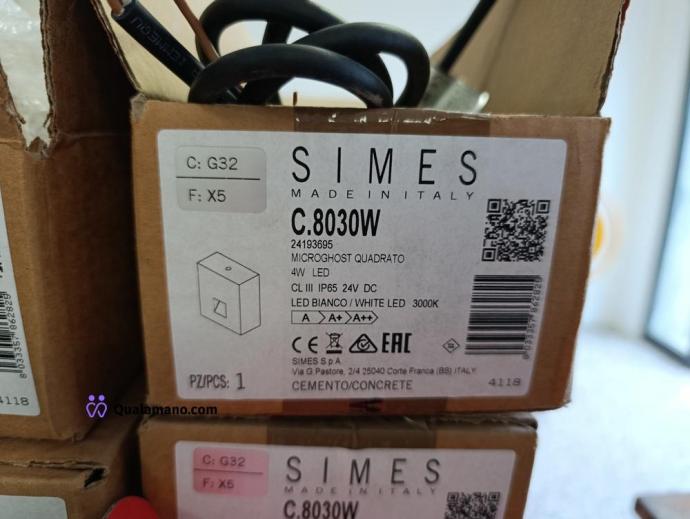 C: G32
F: X5
SIMES
MADE IN ITALY
C.8030W
24193695
MICROGHOST QUADRATO
4W LED
CL III IP65 24V DC
LED BIANCO / WHITE LED 3000K
A A+ A++
CE EAC
SIMES S.p.A.
Via G.Pastore, 2/4 25040 Corte Franca (BS) ITALY
PZ/PCS: 1
CEMENTO/CONCRETE
4118
8033357862825
8033357862825
4118
Qualamano.com
C: G32
F: X5
SIMES
MADE IN ITALY
C.8030W